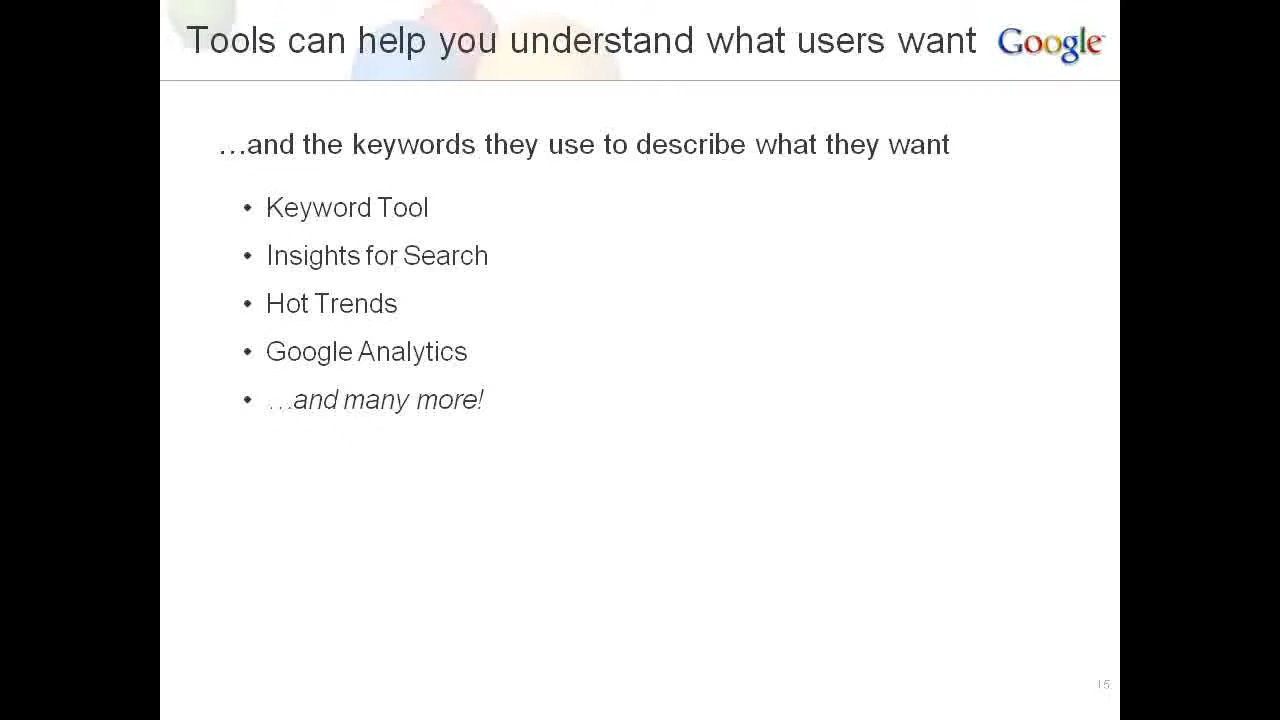 Tools can help you understand what users want Google
…and the keywords they use to describe what they want
• Keyword Tool
• Insights for Search
• Hot Trends
• Google Analytics
• …and many more!
15